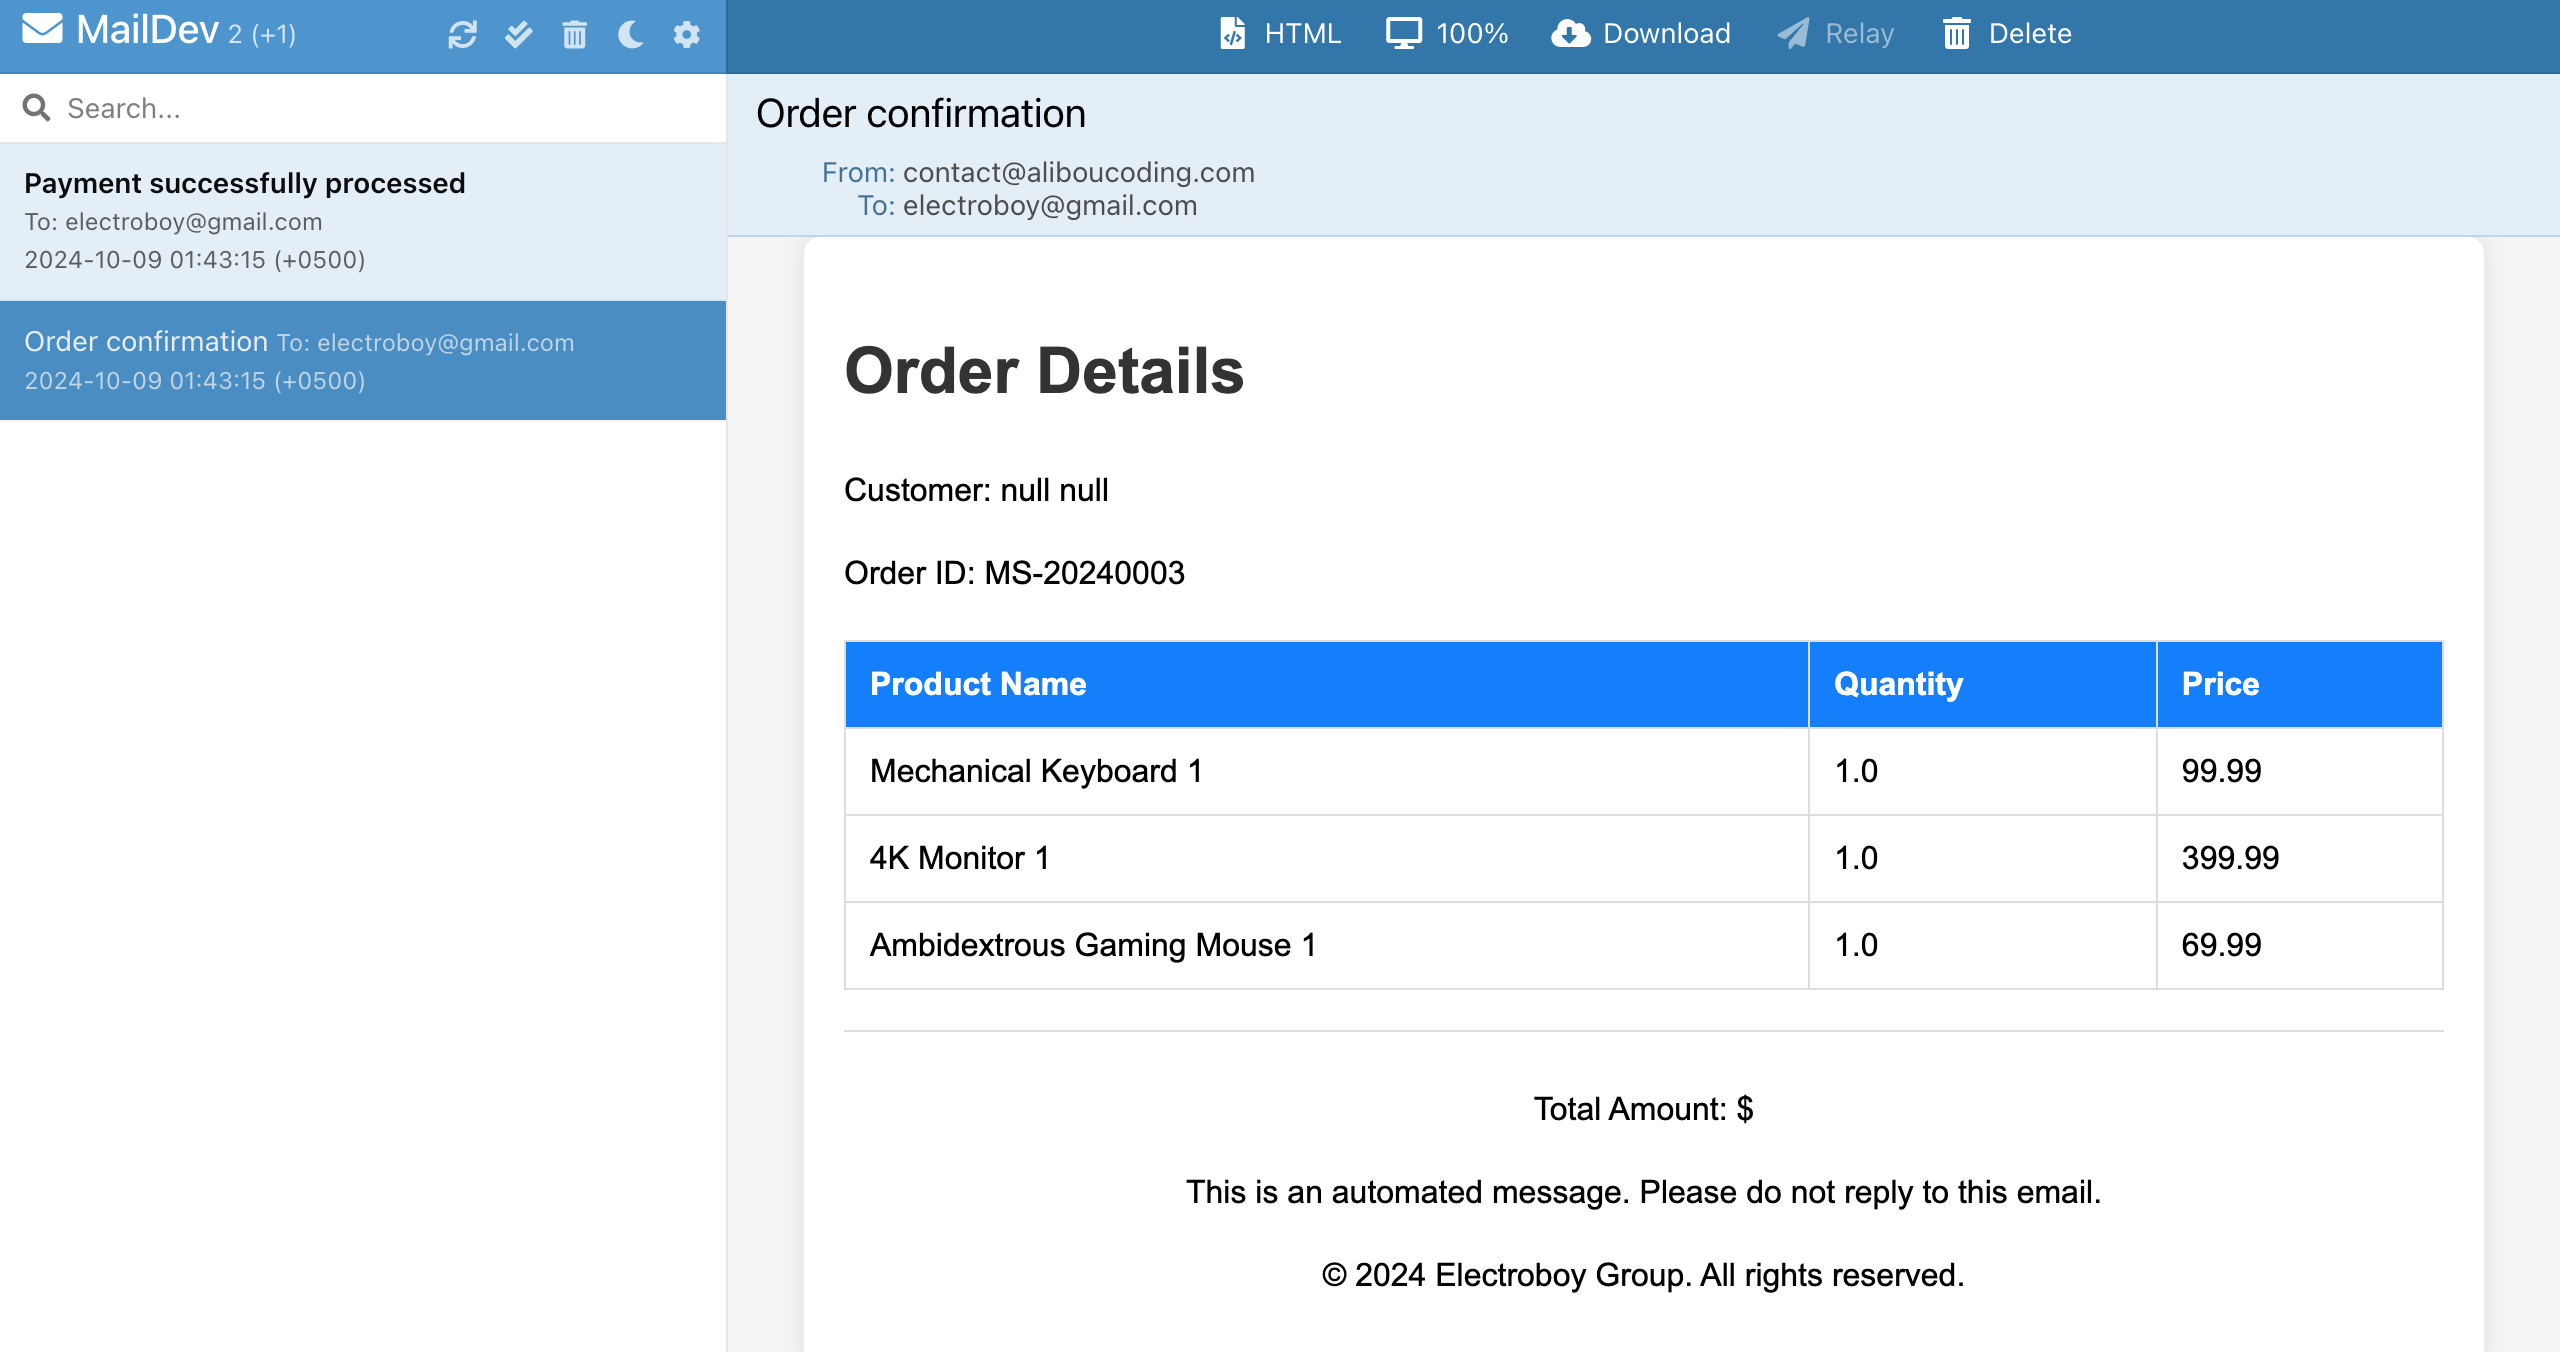 MailDev 2 (+1)
HTML 100% Download Relay Delete
Search...
Payment successfully processed
To: electroboy@gmail.com
2024-10-09 01:43:15 (+0500)
Order confirmation To: electroboy@gmail.com
2024-10-09 01:43:15 (+0500)
Order confirmation
From: contact@aliboucoding.com
To: electroboy@gmail.com
Order Details
Customer: null null
Order ID: MS-20240003
Product Name Quantity Price
Mechanical Keyboard 1 1.0 99.99
4K Monitor 1 1.0 399.99
Ambidextrous Gaming Mouse 1 1.0 69.99
Total Amount: $
This is an automated message. Please do not reply to this email.
© 2024 Electroboy Group. All rights reserved.